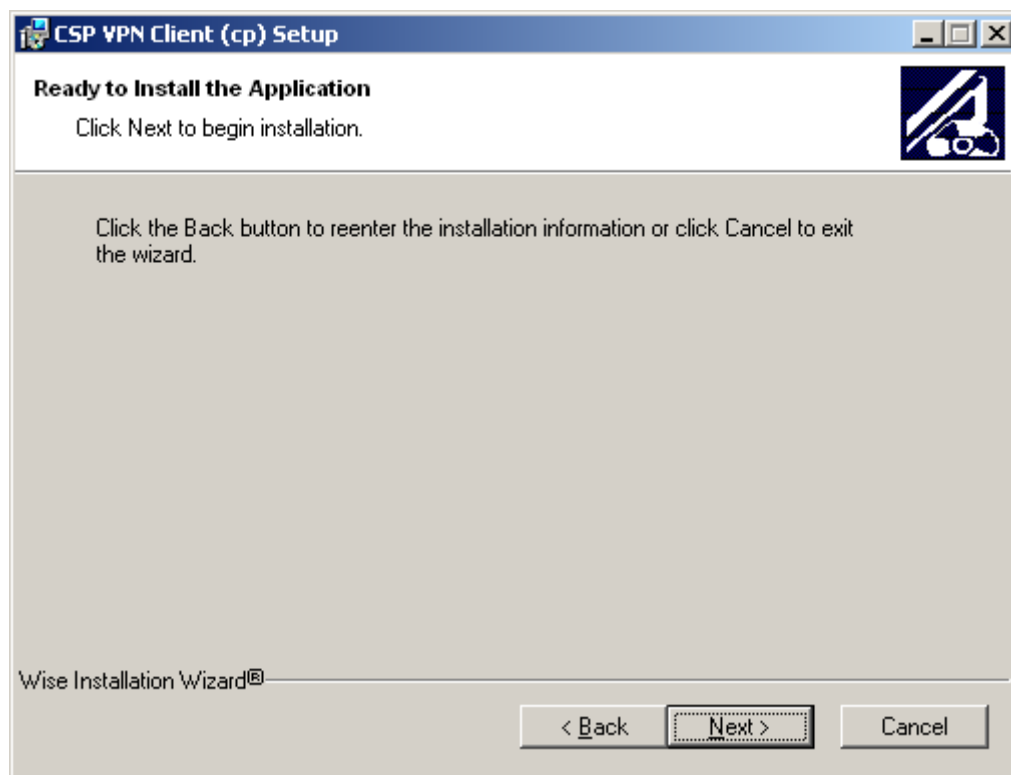 CSP VPN Client (cp) Setup
Ready to Install the Application
Click Next to begin installation.
Click the Back button to reenter the installation information or click Cancel to exit
the wizard.
Wise Installation Wizard®
< Back
Next >
Cancel